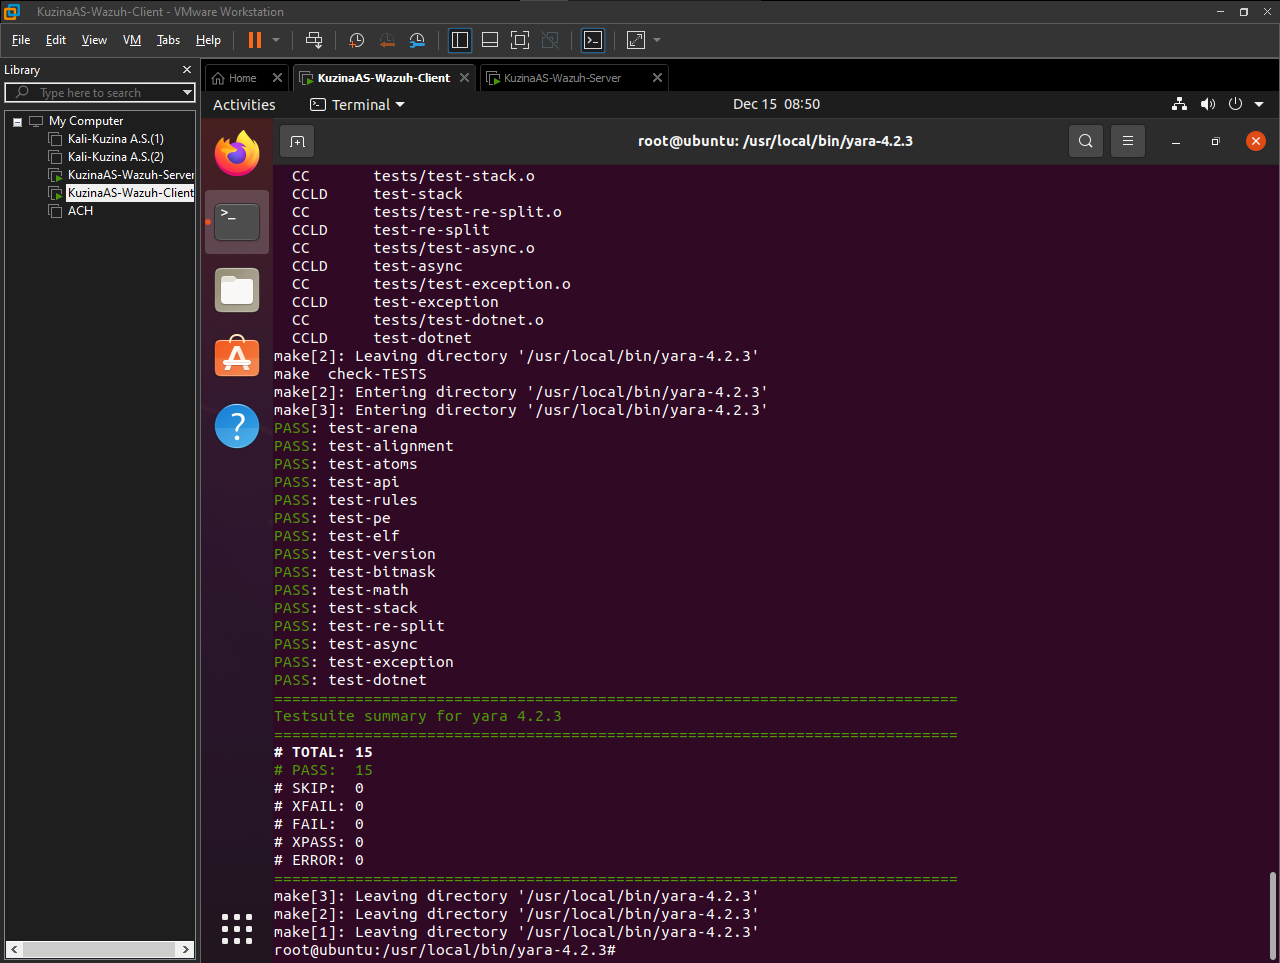 KuzinaAS-Wazuh-Client - VMware Workstation
File Edit View VM Tabs Help
Library
Type here to search
My Computer
Kali-Kuzina A.S.(1)
Kali-Kuzina A.S.(2)
KuzinaAS-Wazuh-Server
KuzinaAS-Wazuh-Client
ACH
Home KuzinaAS-Wazuh-Client KuzinaAS-Wazuh-Server
Activities Terminal Dec 15 08:50
root@ubuntu: /usr/local/bin/yara-4.2.3
CC tests/test-stack.o
CCLD test-stack
CC tests/test-re-split.o
CCLD test-re-split
CC tests/test-async.o
CCLD test-async
CC tests/test-exception.o
CCLD test-exception
CC tests/test-dotnet.o
CCLD test-dotnet
make[2]: Leaving directory '/usr/local/bin/yara-4.2.3'
make check-TESTS
make[2]: Entering directory '/usr/local/bin/yara-4.2.3'
make[3]: Entering directory '/usr/local/bin/yara-4.2.3'
PASS: test-arena
PASS: test-alignment
PASS: test-atoms
PASS: test-api
PASS: test-rules
PASS: test-pe
PASS: test-elf
PASS: test-version
PASS: test-bitmask
PASS: test-math
PASS: test-stack
PASS: test-re-split
PASS: test-async
PASS: test-exception
PASS: test-dotnet
============================================================================
Testsuite summary for yara 4.2.3
============================================================================
# TOTAL: 15
# PASS: 15
# SKIP: 0
# XFAIL: 0
# FAIL: 0
# XPASS: 0
# ERROR: 0
============================================================================
make[3]: Leaving directory '/usr/local/bin/yara-4.2.3'
make[2]: Leaving directory '/usr/local/bin/yara-4.2.3'
make[1]: Leaving directory '/usr/local/bin/yara-4.2.3'
root@ubuntu:/usr/local/bin/yara-4.2.3#